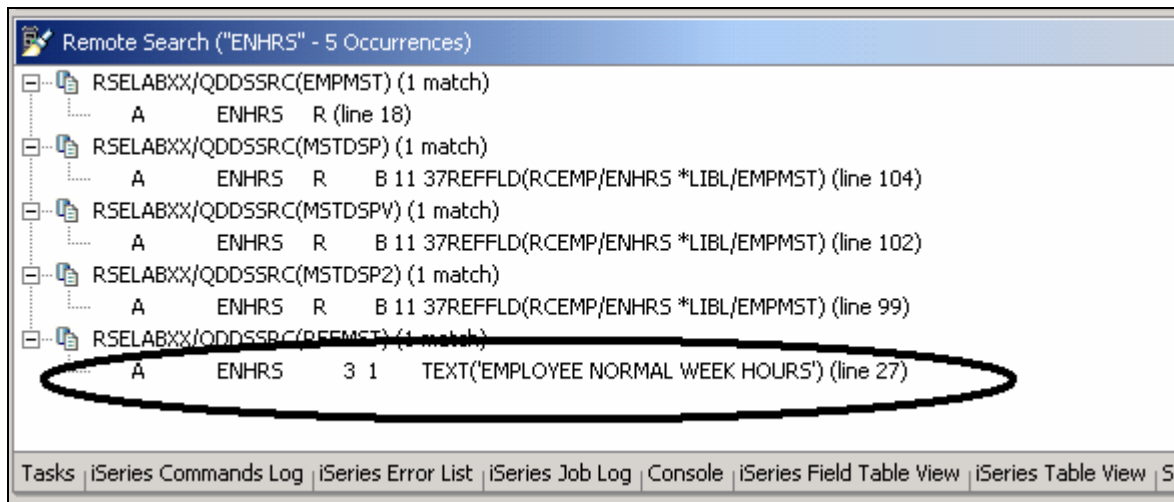 Remote Search ("ENHRS" - 5 Occurrences)
RSELABXX/QDDSSRC(EMPMST) (1 match)
A ENHRS R (line 18)
RSELABXX/QDDSSRC(MSTDSP) (1 match)
A ENHRS R B 11 37REFFLD(RCEMP/ENHRS *LIBL/EMPMST) (line 104)
RSELABXX/QDDSSRC(MSTDSPV) (1 match)
A ENHRS R B 11 37REFFLD(RCEMP/ENHRS *LIBL/EMPMST) (line 102)
RSELABXX/QDDSSRC(MSTDSP2) (1 match)
A ENHRS R B 11 37REFFLD(RCEMP/ENHRS *LIBL/EMPMST) (line 99)
RSELABXX/QDDSSRC(REFMST) (1 match)
A ENHRS 3 1 TEXT('EMPLOYEE NORMAL WEEK HOURS') (line 27)
Tasks iSeries Commands Log iSeries Error List iSeries Job Log Console iSeries Field Table View iSeries Table View S